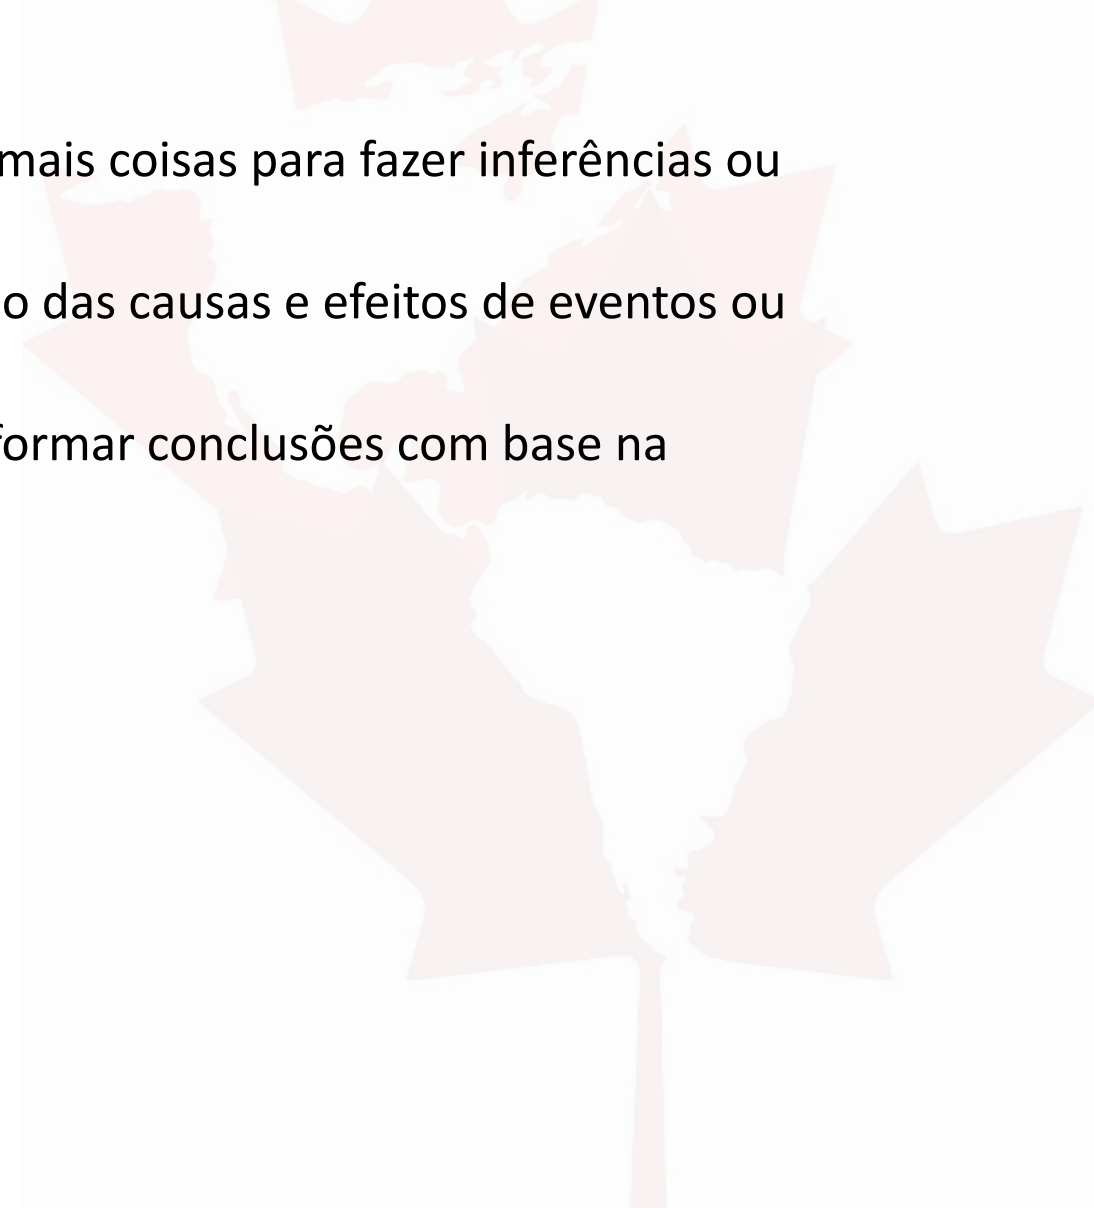 mais coisas para fazer inferências ou
o das causas e efeitos de eventos ou
formar conclusões com base na